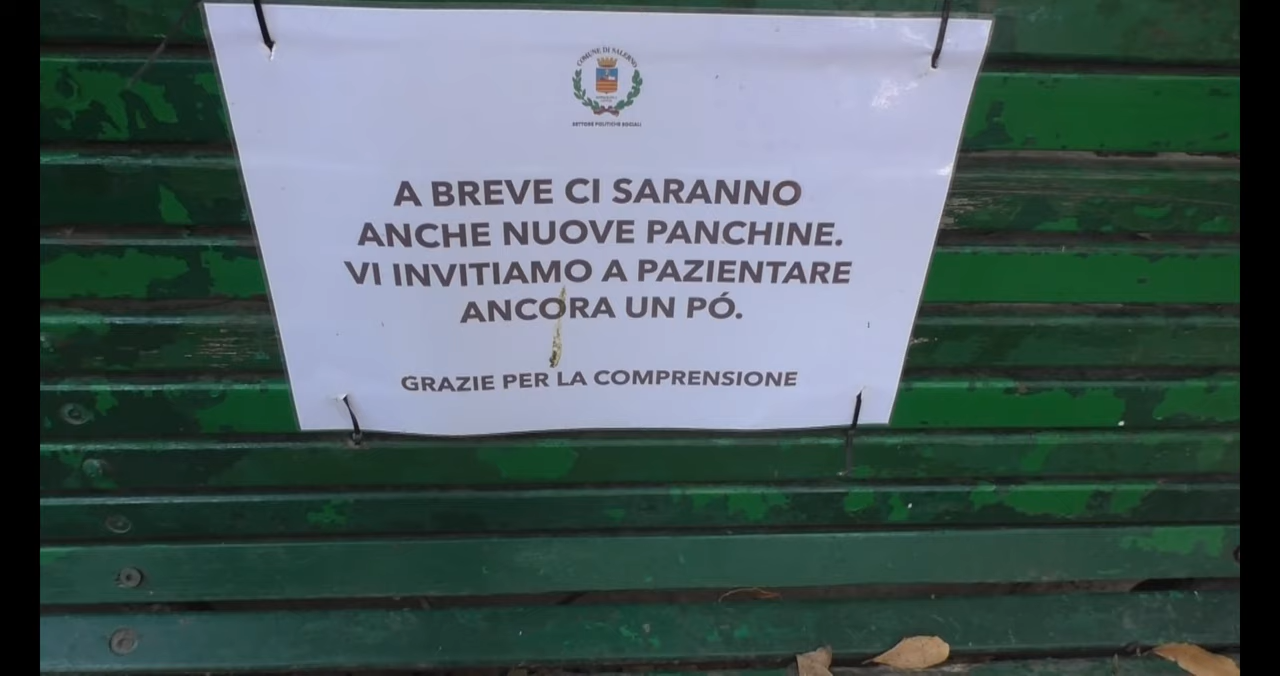 COMUNE DI SALERNO
SETTORE POLITICHE SOCIALI
A BREVE CI SARANNO
ANCHE NUOVE PANCHINE.
VI INVITIAMO A PAZIENTARE
ANCORA UN PÓ.
GRAZIE PER LA COMPRENSIONE